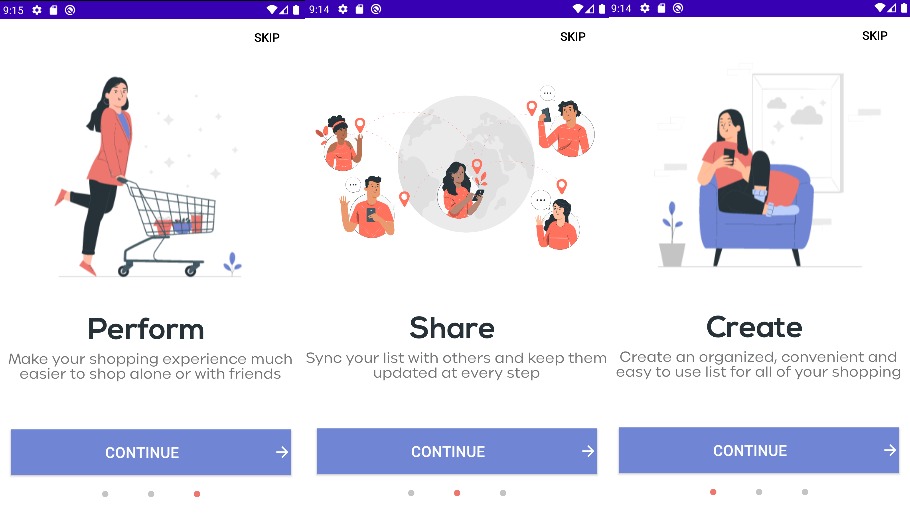 9:15
SKIP
Perform
Make your shopping experience much
easier to shop alone or with friends
CONTINUE
9:14
SKIP
Share
Sync your list with others and keep them
updated at every step
CONTINUE
9:14
SKIP
Create
Create an organized, convenient and
easy to use list for all of your shopping
CONTINUE